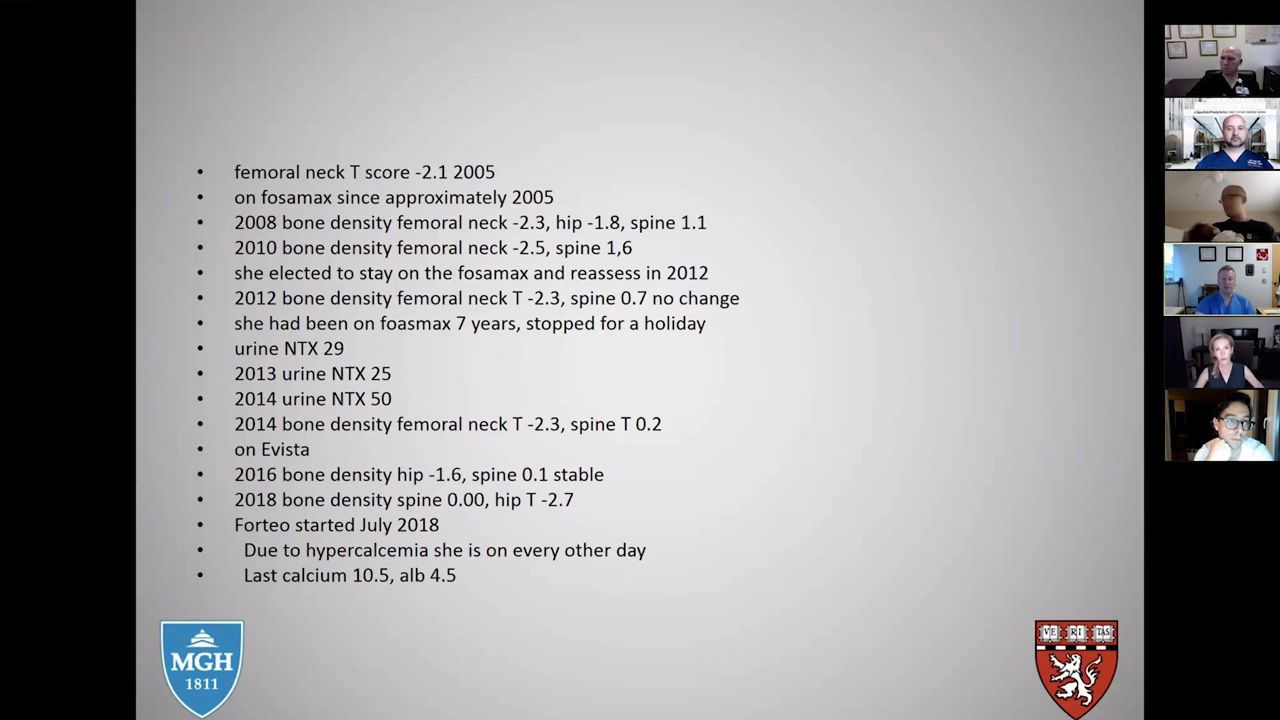 femoral neck T score -2.1 2005
on fosamax since approximately 2005
2008 bone density femoral neck -2.3, hip -1.8, spine 1.1
2010 bone density femoral neck -2.5, spine 1,6
she elected to stay on the fosamax and reassess in 2012
2012 bone density femoral neck T -2.3, spine 0.7 no change
she had been on foasmax 7 years, stopped for a holiday
urine NTX 29
2013 urine NTX 25
2014 urine NTX 50
2014 bone density femoral neck T -2.3, spine T 0.2
on Evista
2016 bone density hip -1.6, spine 0.1 stable
2018 bone density spine 0.00, hip T -2.7
Forteo started July 2018
Due to hypercalcemia she is on every other day
Last calcium 10.5, alb 4.5
MGH
1811
VE RI TAS